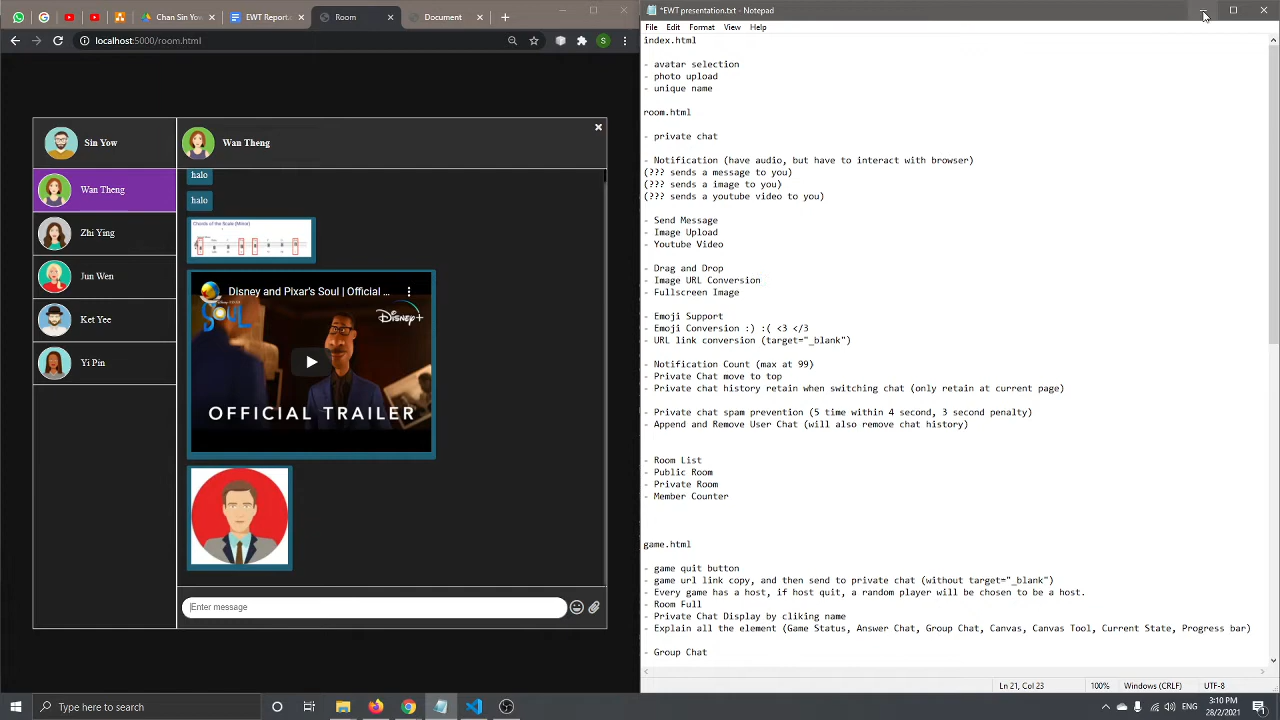 Chan Sin Yow
EWT Report
Room
Document
localhost:5000/room.html
Sin Yow
Wan Theng
Zi Ying
Jun Wen
Ket Yee
Yi Pei
Wan Theng
halo
halo
Chords of the Scale (Minor)
Disney and Pixar's Soul | Official ...
SOUL
Disney+
OFFICIAL TRAILER
Enter message
*EWT presentation.txt - Notepad
File Edit Format View Help
index.html
- avatar selection
- photo upload
- unique name
room.html
- private chat
- Notification (have audio, but have to interact with browser)
(??? sends a message to you)
(??? sends a image to you)
(??? sends a youtube video to you)
- Send Message
- Image Upload
- Youtube Video
- Drag and Drop
- Image URL Conversion
- Fullscreen Image
- Emoji Support
- Emoji Conversion :) :( <3 </3
- URL link conversion (target="_blank")
- Notification Count (max at 99)
- Private Chat move to top
- Private chat history retain when switching chat (only retain at current page)
- Private chat spam prevention (5 time within 4 second, 3 second penalty)
- Append and Remove User Chat (will also remove chat history)
- Room List
- Public Room
- Private Room
- Member Counter
game.html
- game quit button
- game url link copy, and then send to private chat (without target="_blank")
- Every game has a host, if host quit, a random player will be chosen to be a host.
- Room Full
- Private Chat Display by cliking name
- Explain all the element (Game Status, Answer Chat, Group Chat, Canvas, Canvas Tool, Current State, Progress bar)
- Group Chat
Ln 21, Col 23
100%
Windows (CRLF)
UTF-8
Type here to search
3:10 PM
28/2/2021